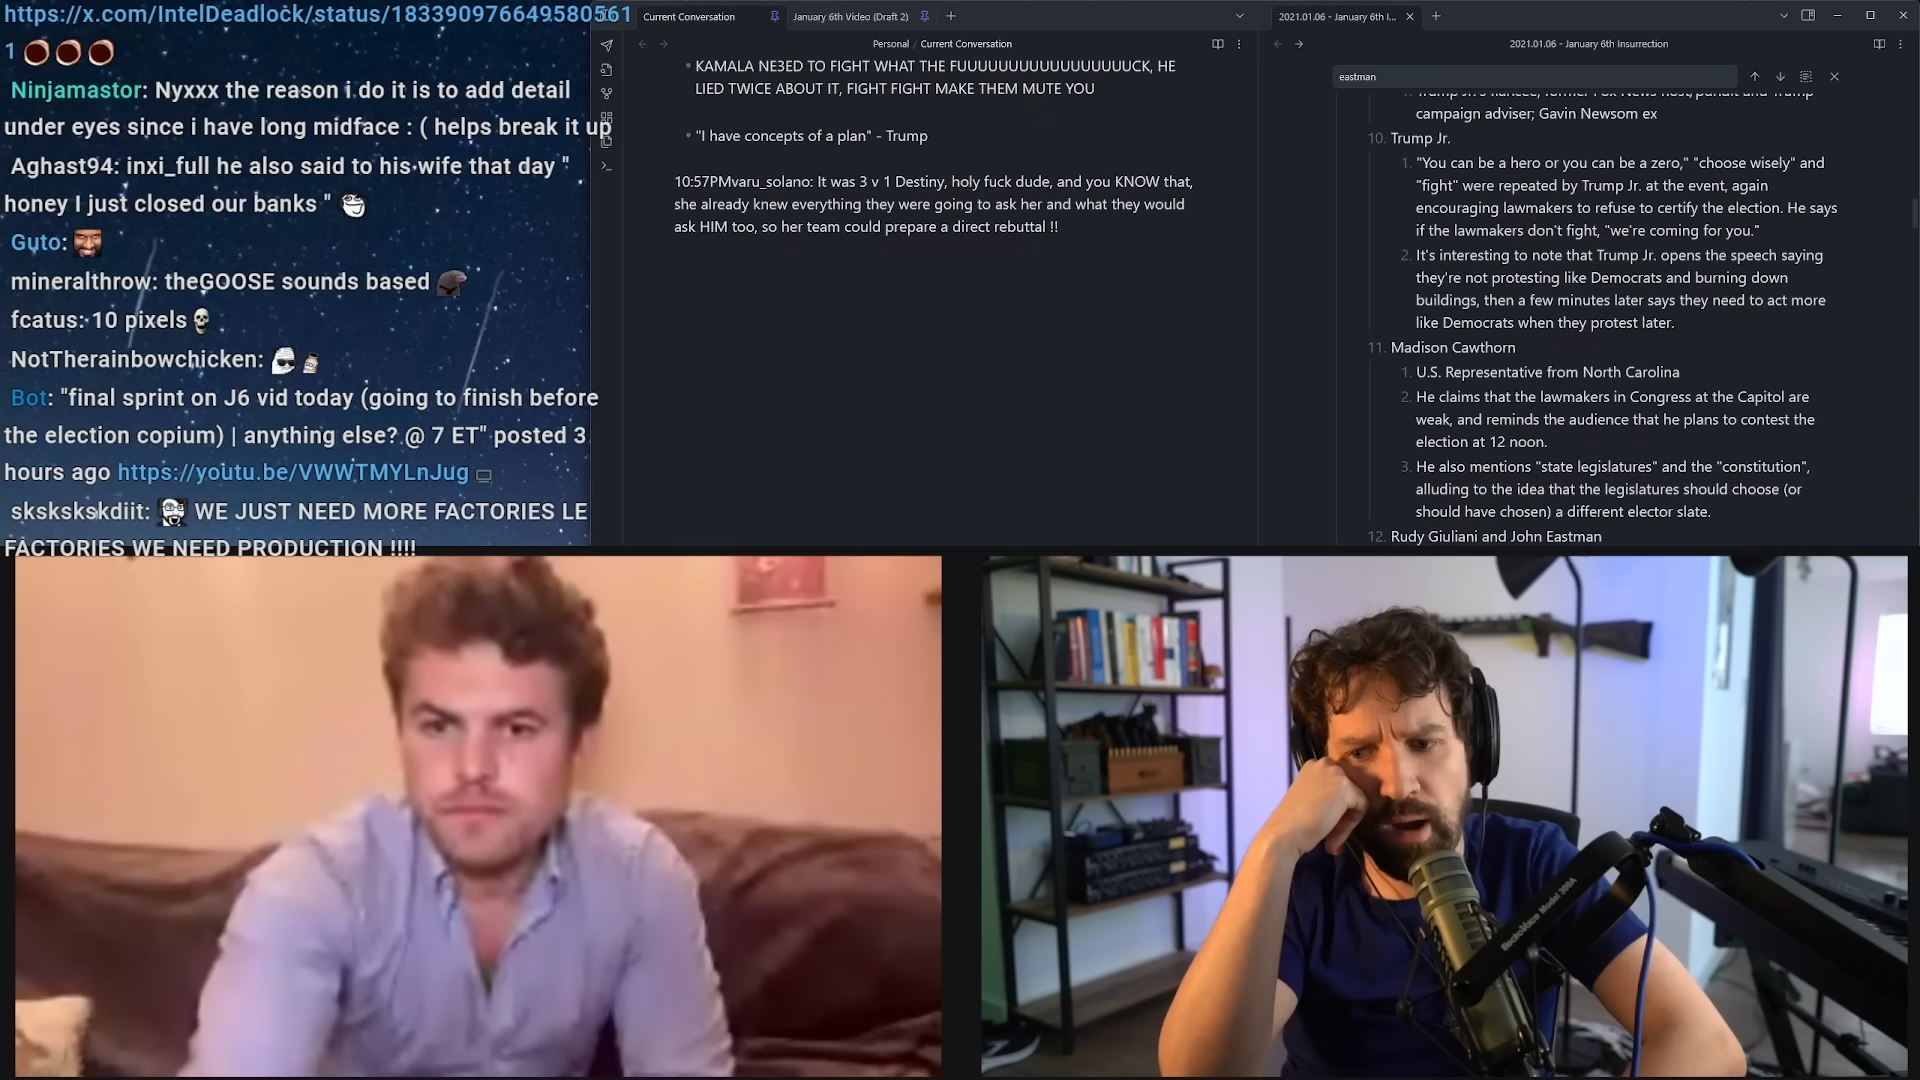 https://x.com/IntelDeadlock/status/183390976649580561
1
Ninjamastor: Nyxxx the reason i do it is to add detail
under eyes since i have long midface : ( helps break it up
Aghast94: inxi_full he also said to his wife that day "
honey I just closed our banks "
Guto:
mineralthrow: theGOOSE sounds based
fcatus: 10 pixels
NotTherainbowchicken:
Bot: "final sprint on J6 vid today (going to finish before
the election copium) | anything else? @ 7 ET" posted 3
hours ago https://youtu.be/VWWTMYLnJug
skskskskdiit: WE JUST NEED MORE FACTORIES LE
FACTORIES WE NEED PRODUCTION !!!!
Current Conversation
January 6th Video (Draft 2)
Personal / Current Conversation
• KAMALA NE3ED TO FIGHT WHAT THE FUUUUUUUUUUUUUUUUUCK, HE
LIED TWICE ABOUT IT, FIGHT FIGHT MAKE THEM MUTE YOU
• "I have concepts of a plan" - Trump
10:57PMvaru_solano: It was 3 v 1 Destiny, holy fuck dude, and you KNOW that,
she already knew everything they were going to ask her and what they would
ask HIM too, so her team could prepare a direct rebuttal !!
2021.01.06 - January 6th I...
2021.01.06 - January 6th Insurrection
eastman
1. Trump Jr.'s fiancée, former Fox News host, pundit and Trump
campaign adviser; Gavin Newsom ex
10. Trump Jr.
1. "You can be a hero or you can be a zero," "choose wisely" and
"fight" were repeated by Trump Jr. at the event, again
encouraging lawmakers to refuse to certify the election. He says
if the lawmakers don't fight, "we're coming for you."
2. It's interesting to note that Trump Jr. opens the speech saying
they're not protesting like Democrats and burning down
buildings, then a few minutes later says they need to act more
like Democrats when they protest later.
11. Madison Cawthorn
1. U.S. Representative from North Carolina
2. He claims that the lawmakers in Congress at the Capitol are
weak, and reminds the audience that he plans to contest the
election at 12 noon.
3. He also mentions "state legislatures" and the "constitution",
alluding to the idea that the legislatures should choose (or
should have chosen) a different elector slate.
12. Rudy Giuliani and John Eastman
ElectroVoice Model 309A